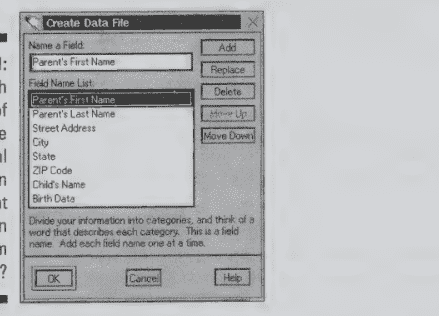 Create Data File
Name a Field:
Parent's First Name
Field Name List:
Parent's First Name
Parent's Last Name
Street Address
City
State
ZIP Code
Child's Name
Birth Data
Add
Replace
Delete
Move Up
Move Down
Divide your information into categories, and think of a
word that describes each category. This is a field
name. Add each field name one at a time.
OK
Cancel
Help